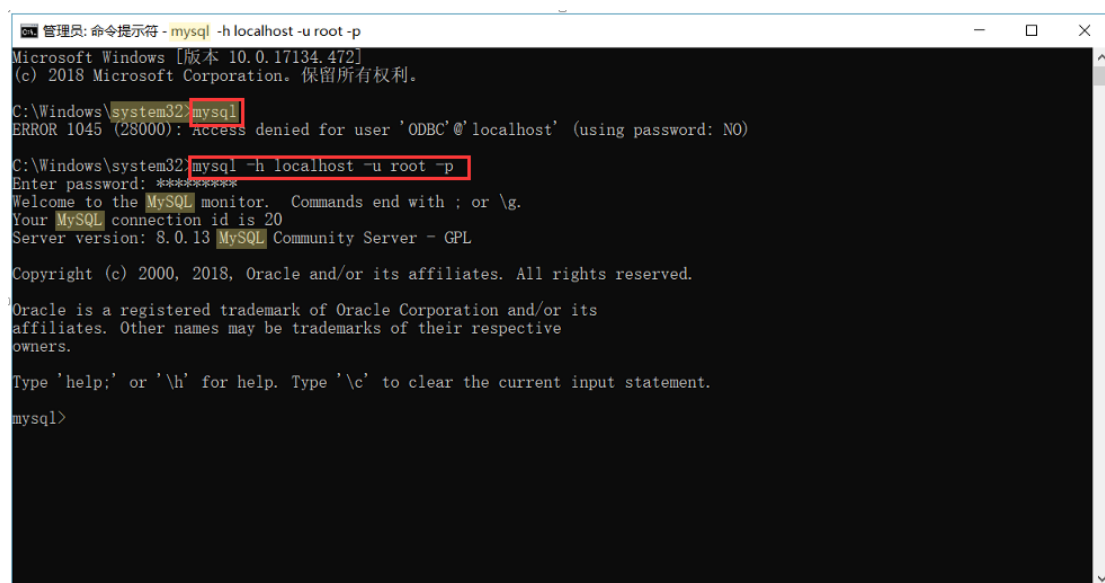 管理员: 命令提示符 - mysql -h localhost -u root -p
Microsoft Windows [版本 10.0.17134.472]
(c) 2018 Microsoft Corporation。保留所有权利。
C:\Windows\system32>mysql
ERROR 1045 (28000): Access denied for user 'ODBC'@'localhost' (using password: NO)
C:\Windows\system32>mysql -h localhost -u root -p
Enter password: *********
Welcome to the MySQL monitor.  Commands end with ; or \g.
Your MySQL connection id is 20
Server version: 8.0.13 MySQL Community Server - GPL
Copyright (c) 2000, 2018, Oracle and/or its affiliates. All rights reserved.
Oracle is a registered trademark of Oracle Corporation and/or its
affiliates. Other names may be trademarks of their respective
owners.
Type 'help;' or '\h' for help. Type '\c' to clear the current input statement.
mysql>